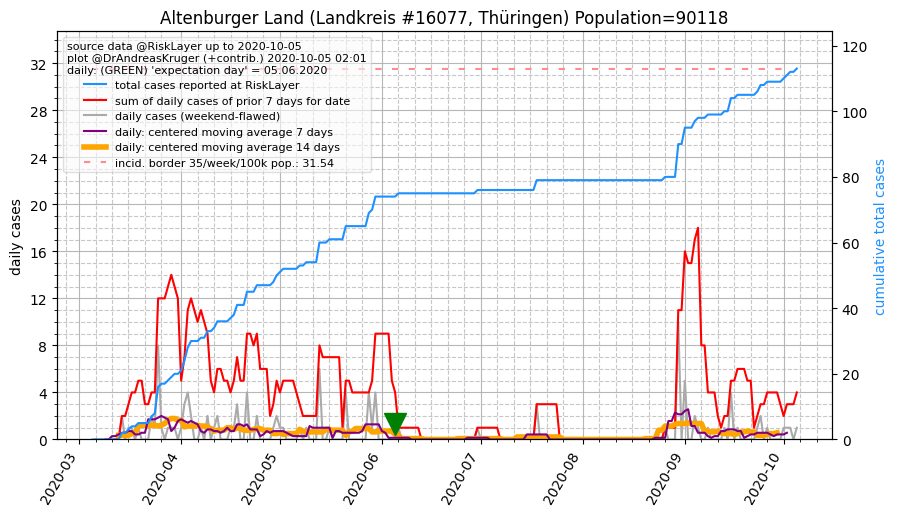 Altenburger Land (Landkreis #16077, Thüringen) Population=90118
source data @RiskLayer up to 2020-10-05
plot @DrAndreasKruger (+contrib.) 2020-10-05 02:01
daily: (GREEN) 'expectation day' = 05.06.2020
total cases reported at RiskLayer
sum of daily cases of prior 7 days for date
daily cases (weekend-flawed)
daily: centered moving average 7 days
daily: centered moving average 14 days
incid. border 35/week/100k pop.: 31.54
daily cases
32
28
24
20
16
12
8
4
0
cumulative total cases
120
100
80
60
40
20
0
2020-03
2020-04
2020-05
2020-06
2020-07
2020-08
2020-09
2020-10